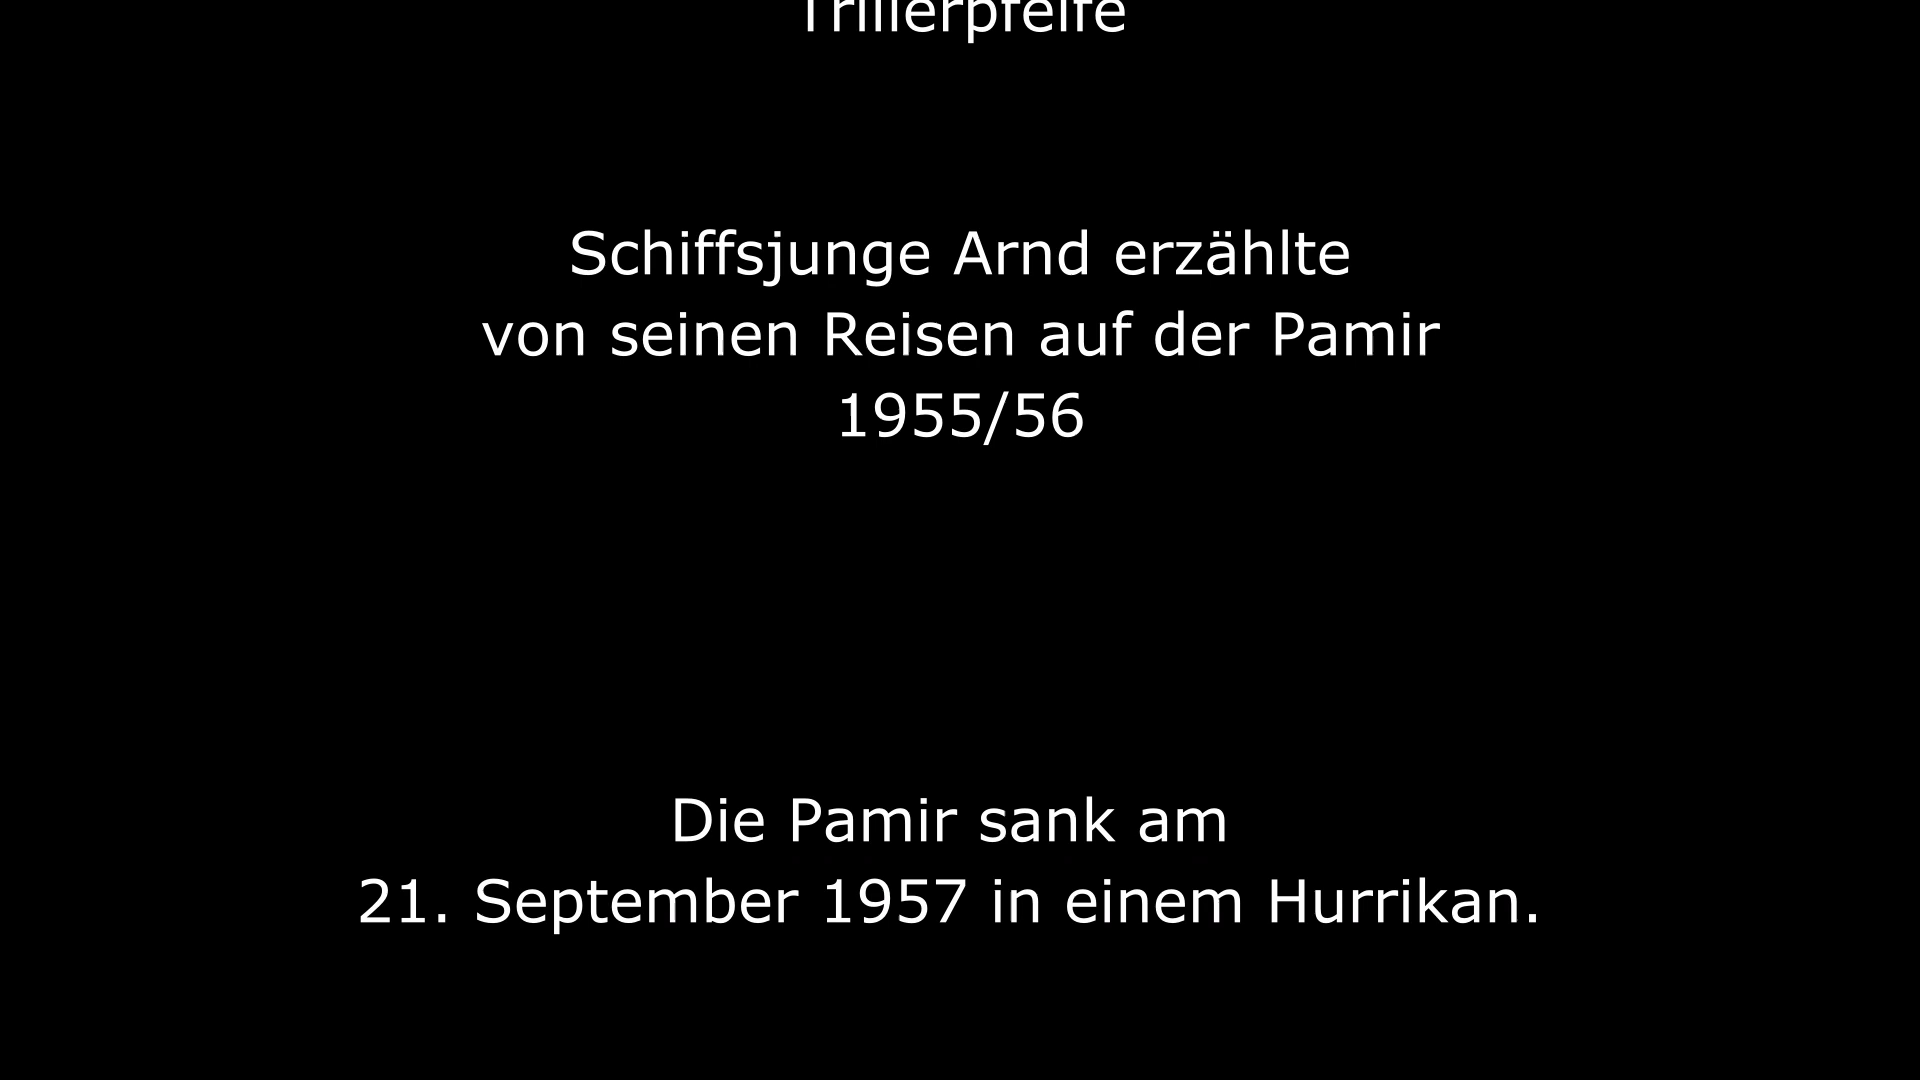 Trillerpfeife
Schiffsjunge Arnd erzählte
von seinen Reisen auf der Pamir
1955/56
Die Pamir sank am
21. September 1957 in einem Hurrikan.